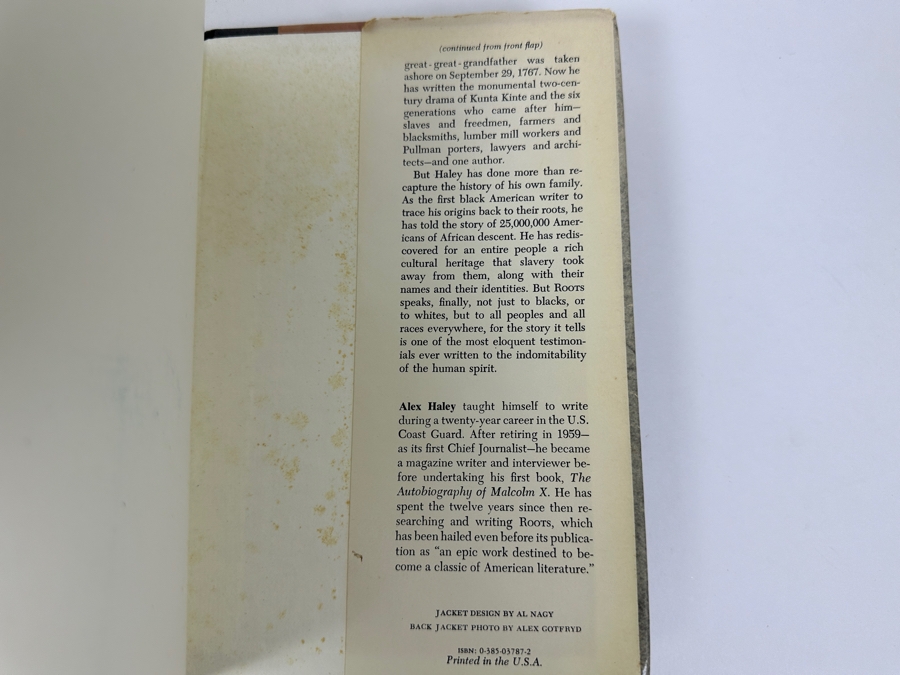 (continued from front flap)
great-great-grandfather was taken
ashore on September 29, 1767. Now he
has written the monumental two-cen-
tury drama of Kunta Kinte and the six
generations who came after him—
slaves and freedmen, farmers and
blacksmiths, lumber mill workers and
Pullman porters, lawyers and archi-
tects—and one author.
But Haley has done more than re-
capture the history of his own family.
As the first black American writer to
trace his origins back to their roots, he
has told the story of 25,000,000 Amer-
icans of African descent. He has redis-
covered for an entire people a rich
cultural heritage that slavery took
away from them, along with their
names and their identities. But ROOTS
speaks, finally, not just to blacks, or
to whites, but to all peoples and all
races everywhere, for the story it tells
is one of the most eloquent testimon-
ials ever written to the indomitability
of the human spirit.
Alex Haley taught himself to write
during a twenty-year career in the U.S.
Coast Guard. After retiring in 1959—
as its first Chief Journalist—he became
a magazine writer and interviewer be-
fore undertaking his first book, The
Autobiography of Malcolm X. He has
spent the twelve years since then re-
searching and writing ROOTS, which
has been hailed even before its publica-
tion as “an epic work destined to be-
come a classic of American literature.”
JACKET DESIGN BY AL NAGY
BACK JACKET PHOTO BY ALEX GOTFRYD
ISBN: 0-385-03787-2
Printed in the U.S.A.